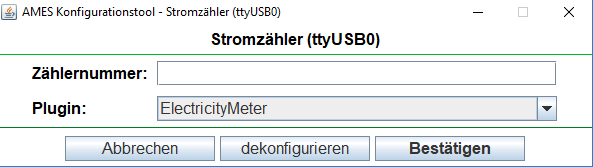 AMES Konfigurationstool - Stromzähler (ttyUSB0)
Stromzähler (ttyUSB0)
Zählernummer:
Plugin: ElectricityMeter
Abbrechen dekonfigurieren Bestätigen